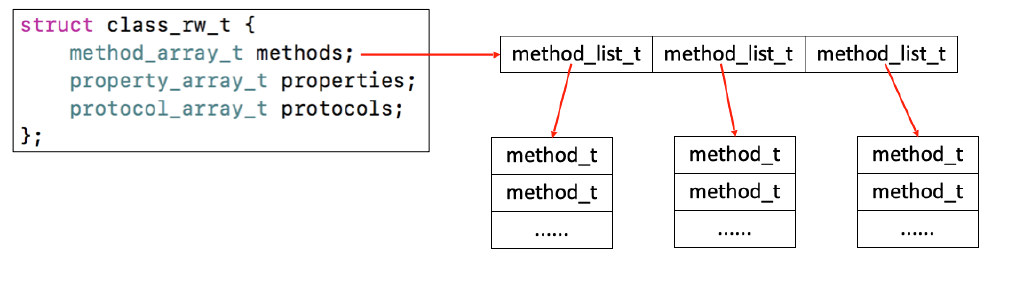 struct class_rw_t {
    method_array_t methods;
    property_array_t properties;
    protocol_array_t protocols;
};
method_list_t method_list_t method_list_t
method_t method_t method_t
method_t method_t method_t
...... ...... ......